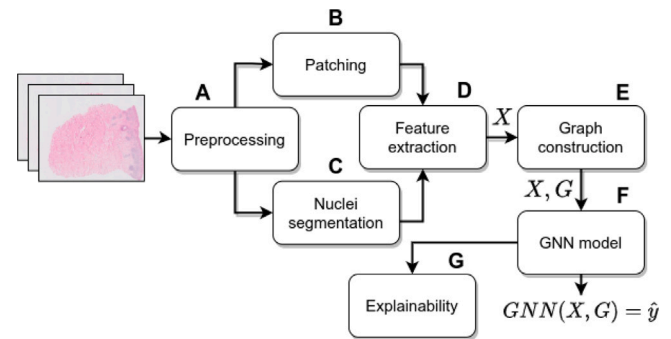 B
Patching
A
Preprocessing
D
Feature
extraction
X
E
Graph
construction
C
Nuclei
segmentation
X, G
F
GNN model
G
Explainability
GNN(X, G) = ŷ